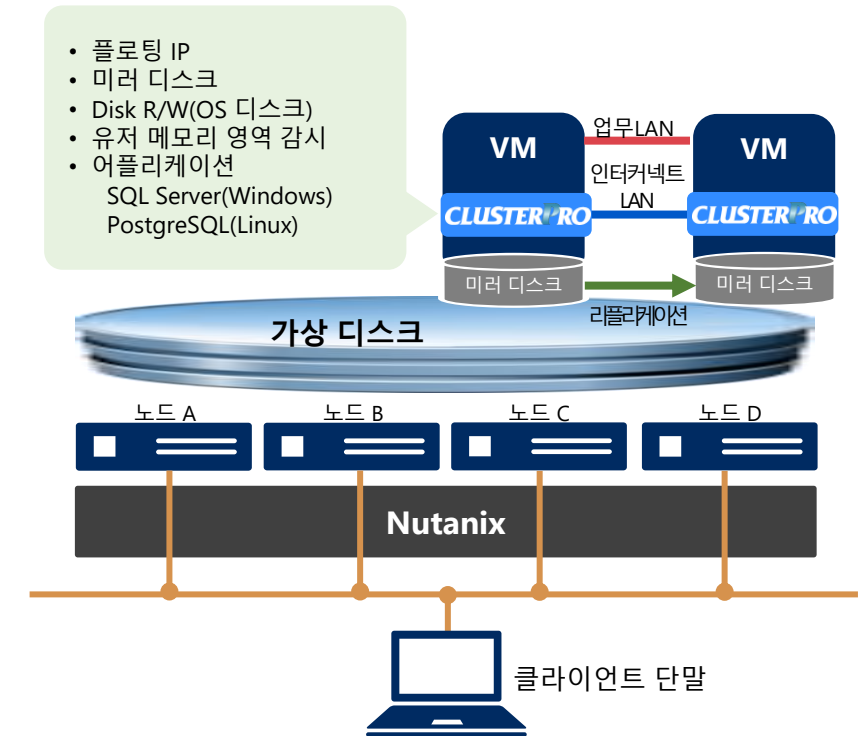 • 플로팅 IP
• 미러 디스크
• Disk R/W(OS 디스크)
• 유저 메모리 영역 감시
• 어플리케이션
SQL Server(Windows)
PostgreSQL(Linux)
VM
업무LAN
VM
인터커넥트
LAN
CLUSTERPRO
CLUSTERPRO
미러 디스크
미러 디스크
리플리케이션
가상 디스크
노드 A
노드 B
노드 C
노드 D
Nutanix
클라이언트 단말